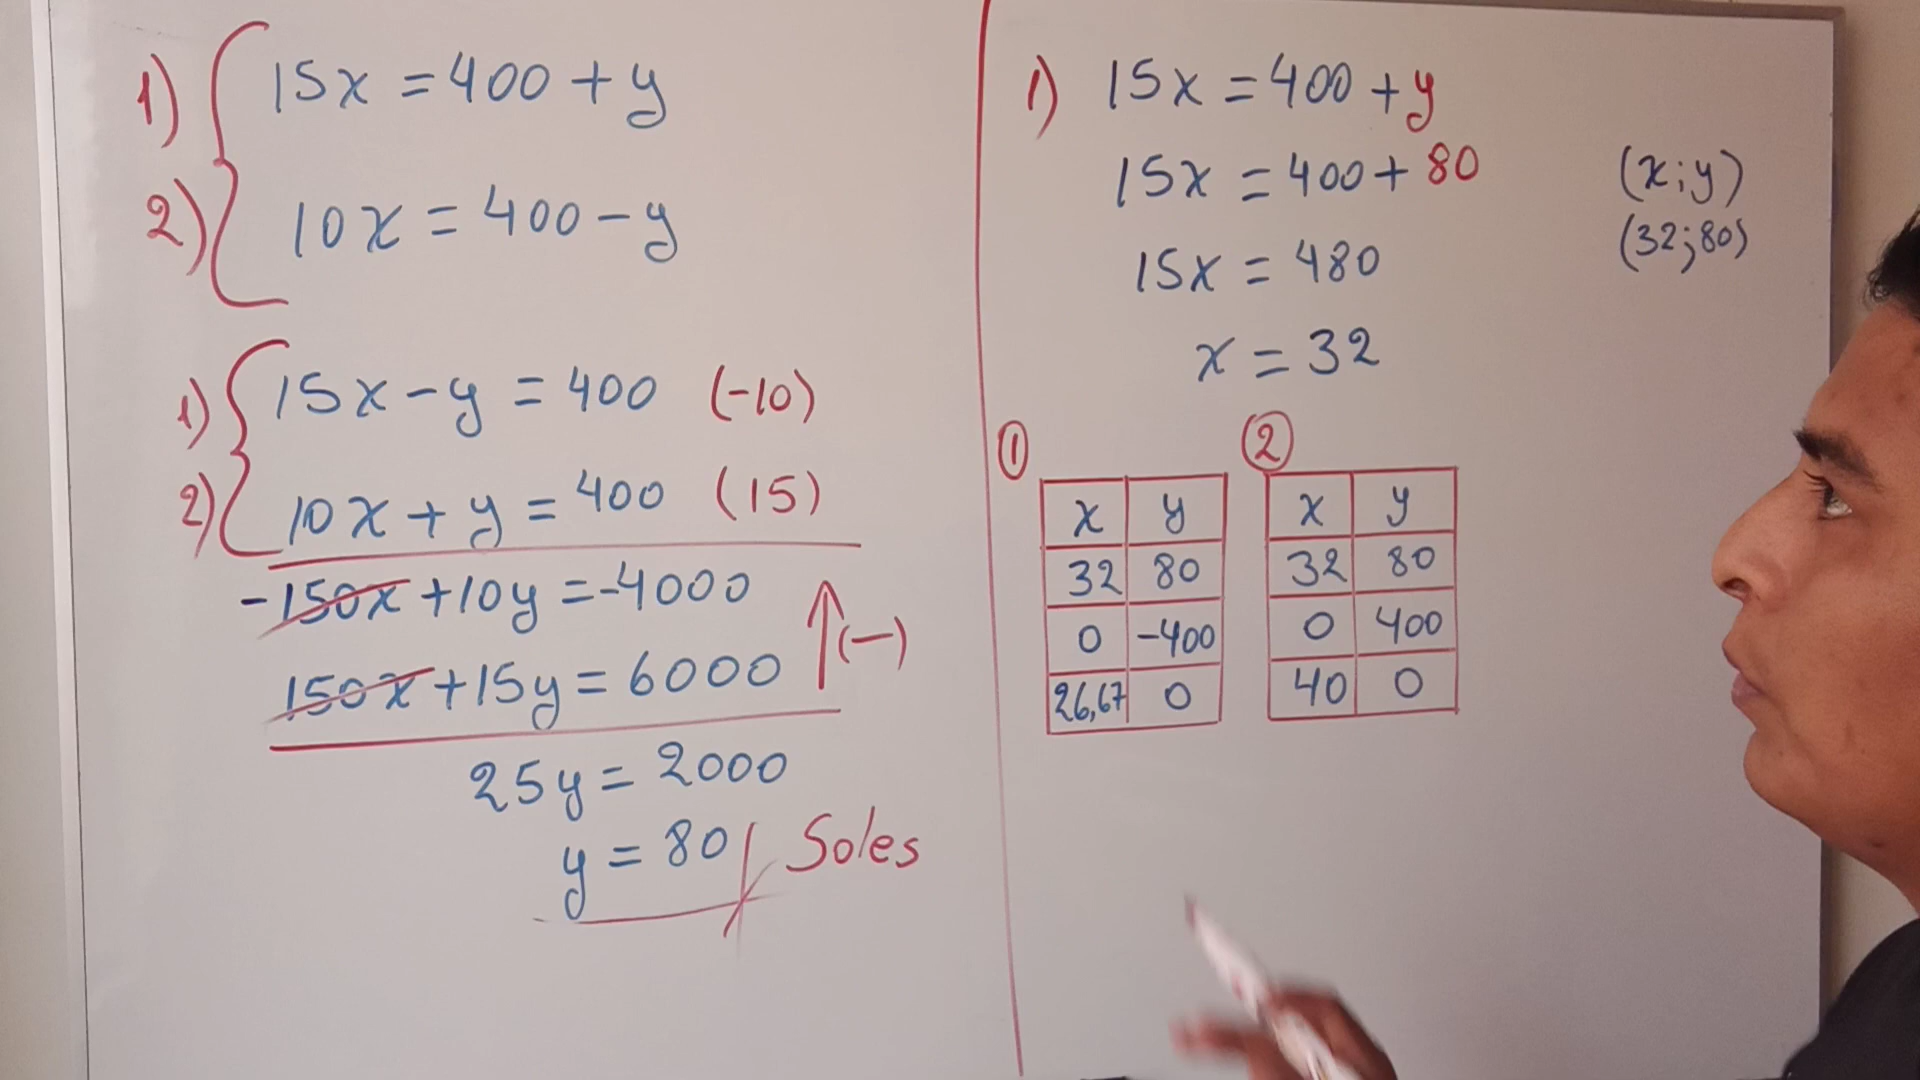 1) 15x = 400 + y
2) 10x = 400 - y
1) 15x - y = 400 (-10)
2) 10x + y = 400 (15)
-150x + 10y = -4000
150x + 15y = 6000 (-)
25y = 2000
y = 80 Soles
1) 15x = 400 + y
15x = 400 + 80
15x = 480
x = 32
(x; y)
(32; 80)
1
x y
32 80
0 -400
26,67 0
2
x y
32 80
0 400
40 0